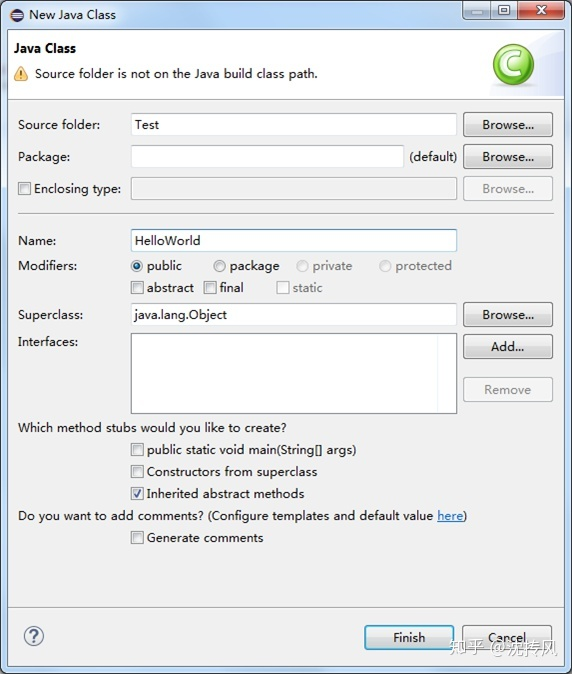 New Java Class
Java Class
Source folder is not on the Java build class path.
Source folder: Test Browse...
Package: (default) Browse...
Enclosing type: Browse...
Name: HelloWorld
Modifiers: public package private protected
abstract final static
Superclass: java.lang.Object Browse...
Interfaces: Add...
Remove
Which method stubs would you like to create?
public static void main(String[] args)
Constructors from superclass
Inherited abstract methods
Do you want to add comments? (Configure templates and default value here)
Generate comments
? Finish Cancel
知乎 @沈抟风